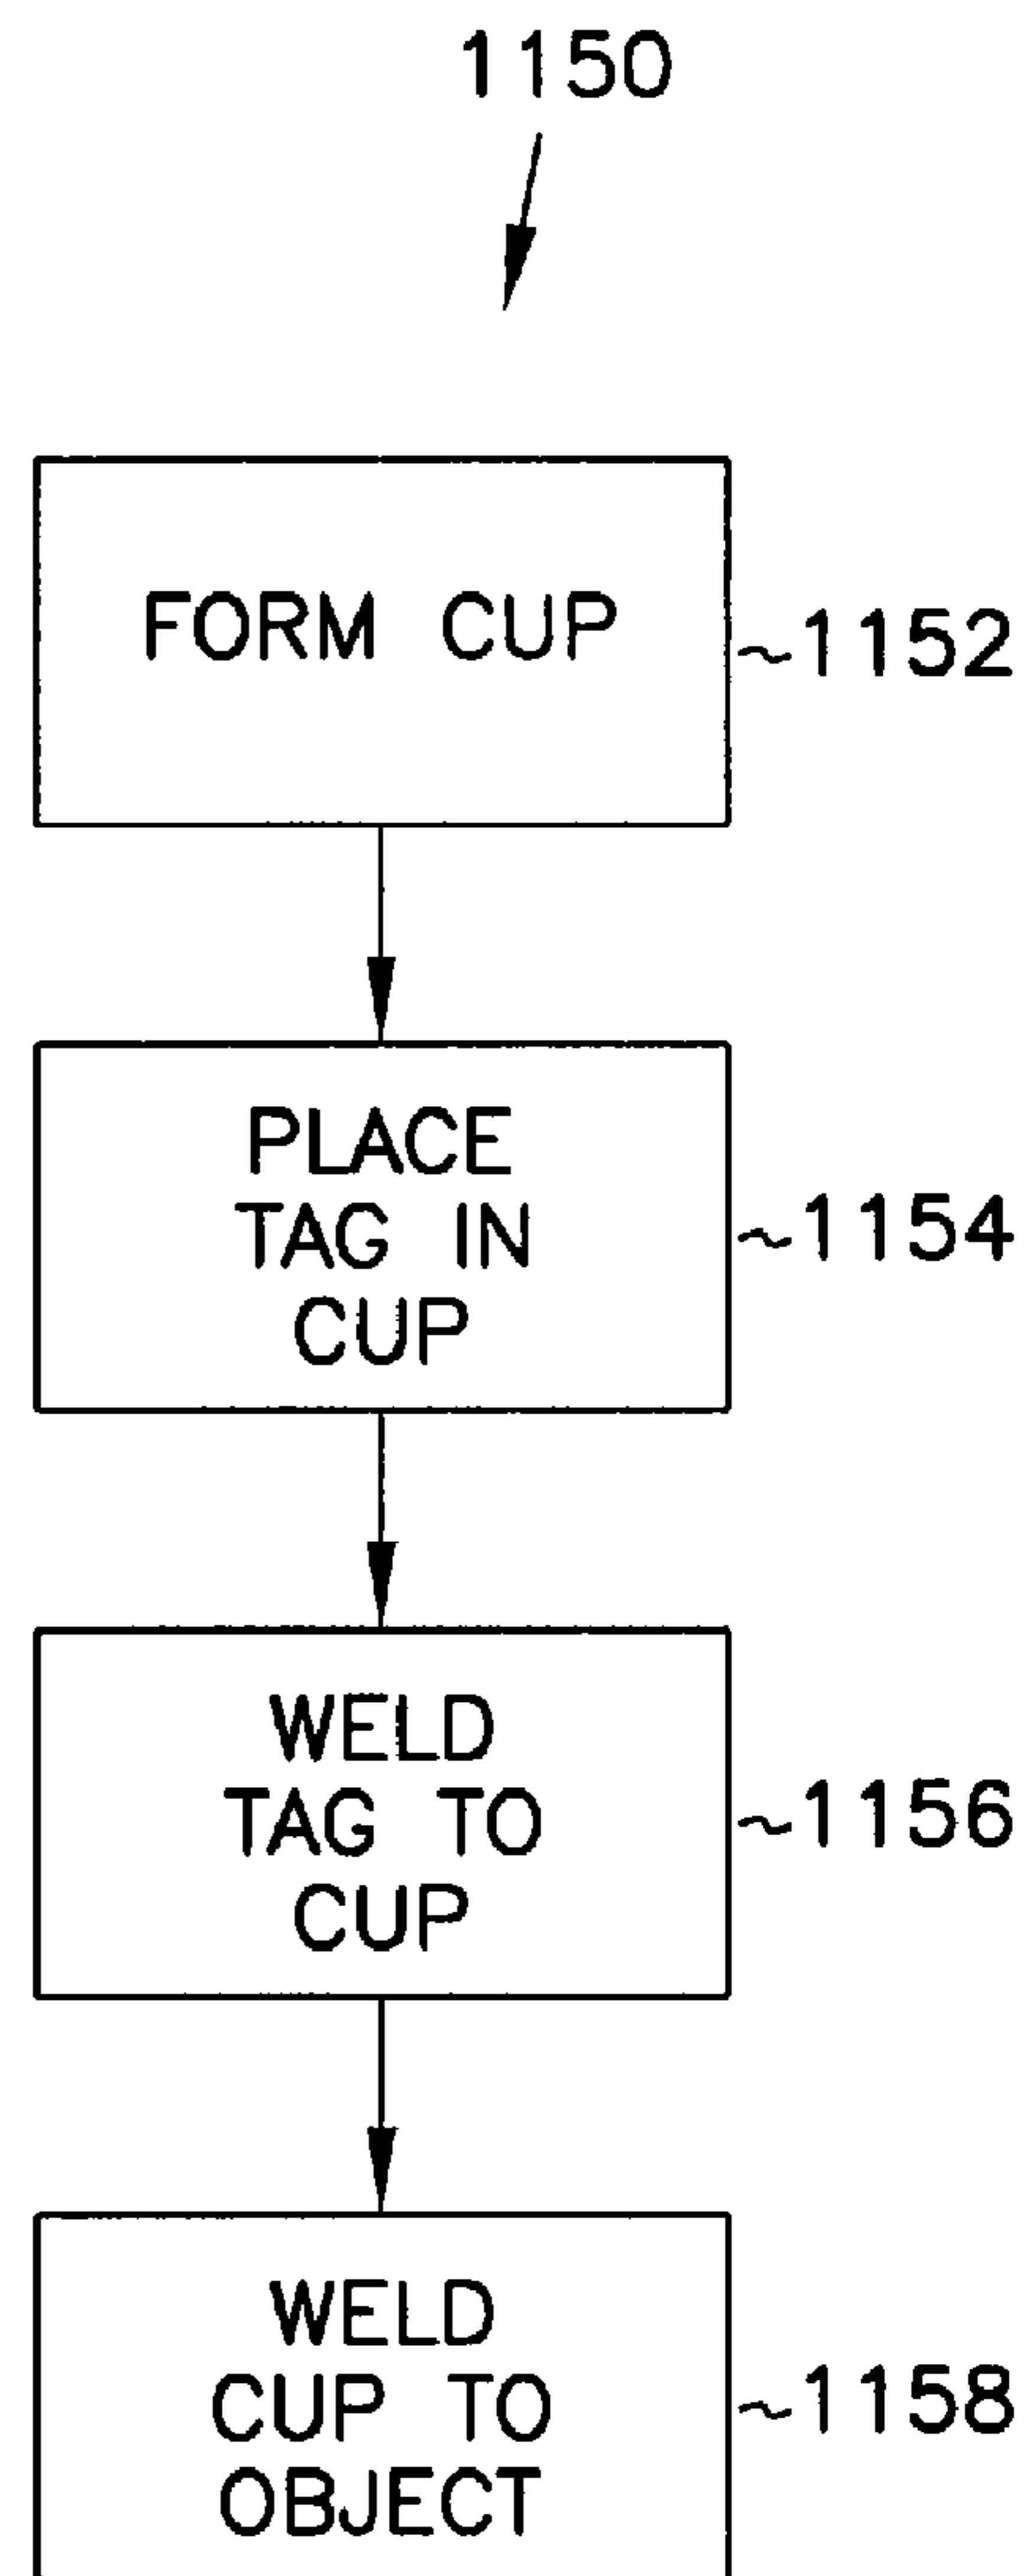 1150
FORM CUP
~1152
PLACE
TAG IN
CUP
~1154
WELD
TAG TO
CUP
~1156
WELD
CUP TO
OBJECT
~1158